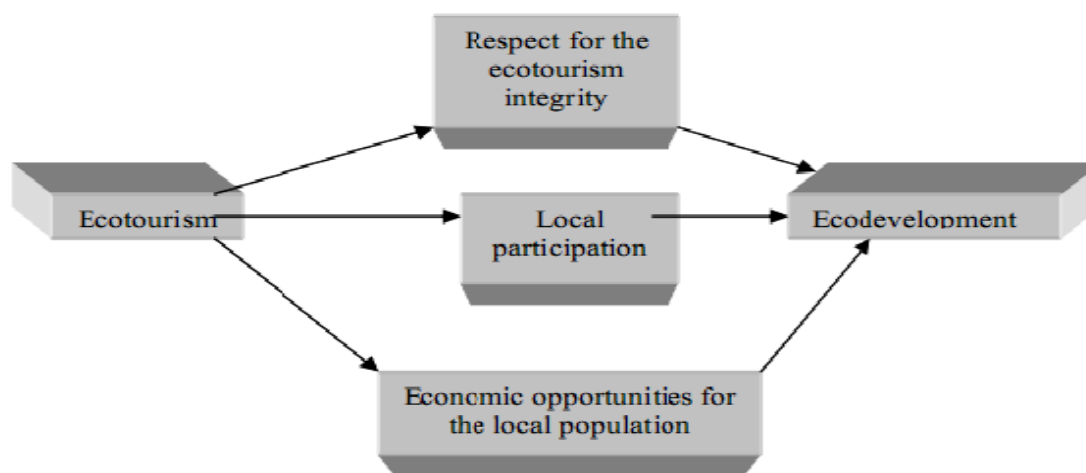 Respect for the
ecotourism
integrity
Ecotourism
Local
participation
Ecodevelopment
Economic opportunities for
the local population